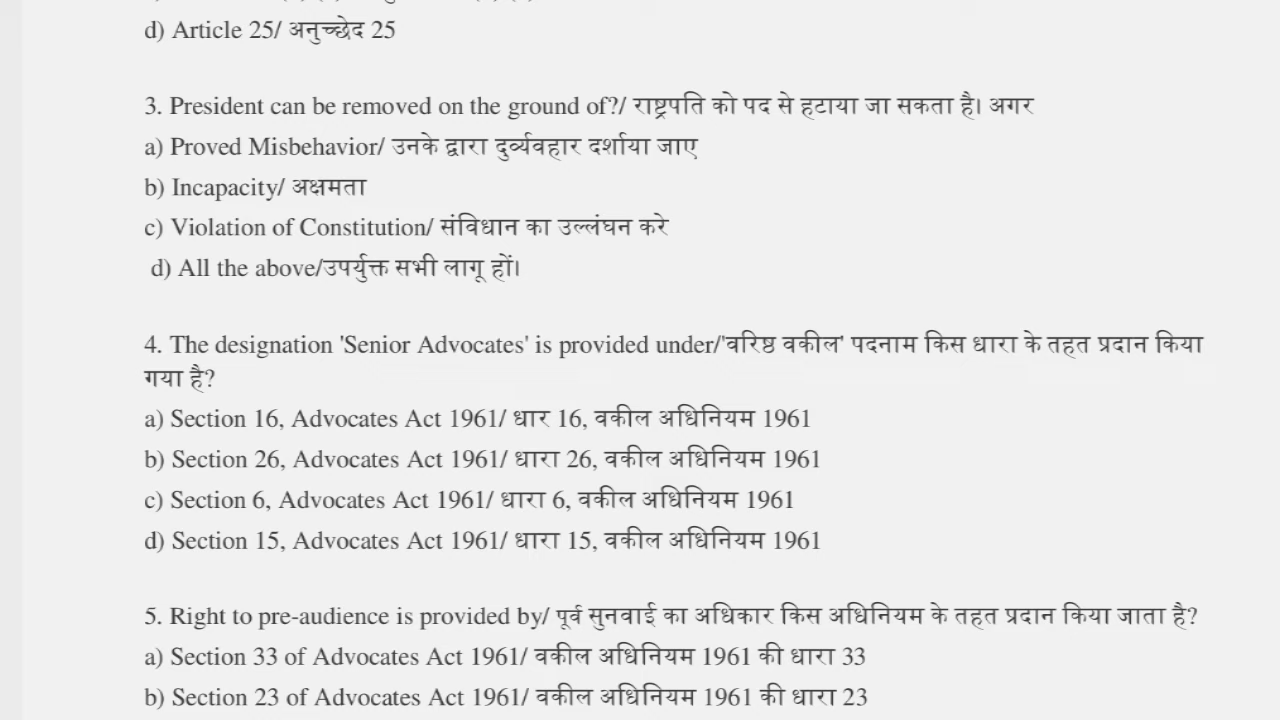 d) Article 25/ अनुच्छेद 25
3. President can be removed on the ground of?/ राष्ट्रपति को पद से हटाया जा सकता है। अगर
a) Proved Misbehavior/ उनके द्वारा दुर्व्यवहार दर्शाया जाए
b) Incapacity/ अक्षमता
c) Violation of Constitution/ संविधान का उल्लंघन करे
d) All the above/उपर्युक्त सभी लागू हों।
4. The designation 'Senior Advocates' is provided under/'वरिष्ठ वकील' पदनाम किस धारा के तहत प्रदान किया
गया है?
a) Section 16, Advocates Act 1961/ धार 16, वकील अधिनियम 1961
b) Section 26, Advocates Act 1961/ धारा 26, वकील अधिनियम 1961
c) Section 6, Advocates Act 1961/ धारा 6, वकील अधिनियम 1961
d) Section 15, Advocates Act 1961/ धारा 15, वकील अधिनियम 1961
5. Right to pre-audience is provided by/ पूर्व सुनवाई का अधिकार किस अधिनियम के तहत प्रदान किया जाता है?
a) Section 33 of Advocates Act 1961/ वकील अधिनियम 1961 की धारा 33
b) Section 23 of Advocates Act 1961/ वकील अधिनियम 1961 की धारा 23